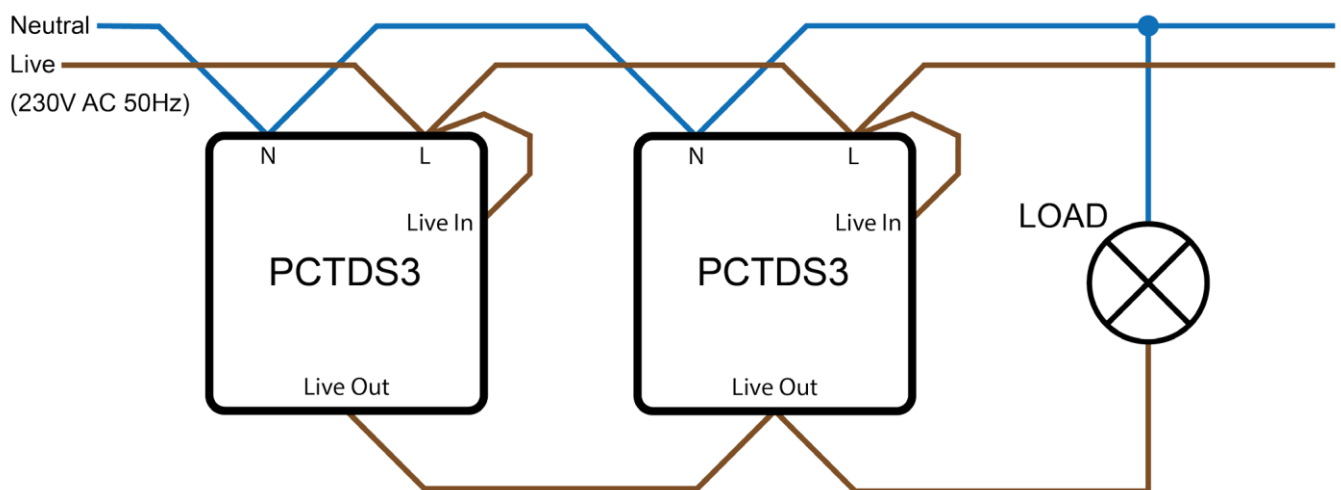 Neutral
Live
(230V AC 50Hz)
N L
Live In
PCTDS3
Live Out
N L
Live In
PCTDS3
Live Out
LOAD